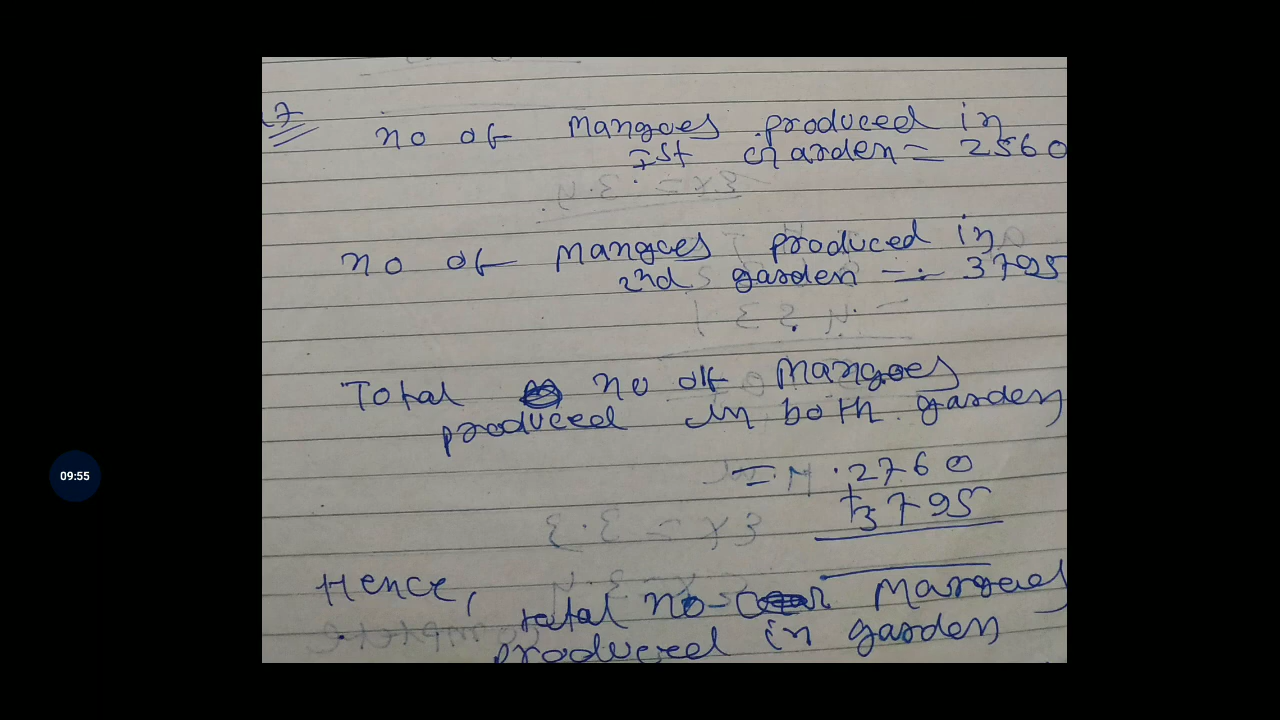 7
no of Mangoes produced in
Ist Garden = 2560
no of Mangoes produced in
2nd garden = 3795
Total no of Mangoes
produced in both garden
= 2760
+3795
Hence,
total no Mangoes
produced in garden
09:55